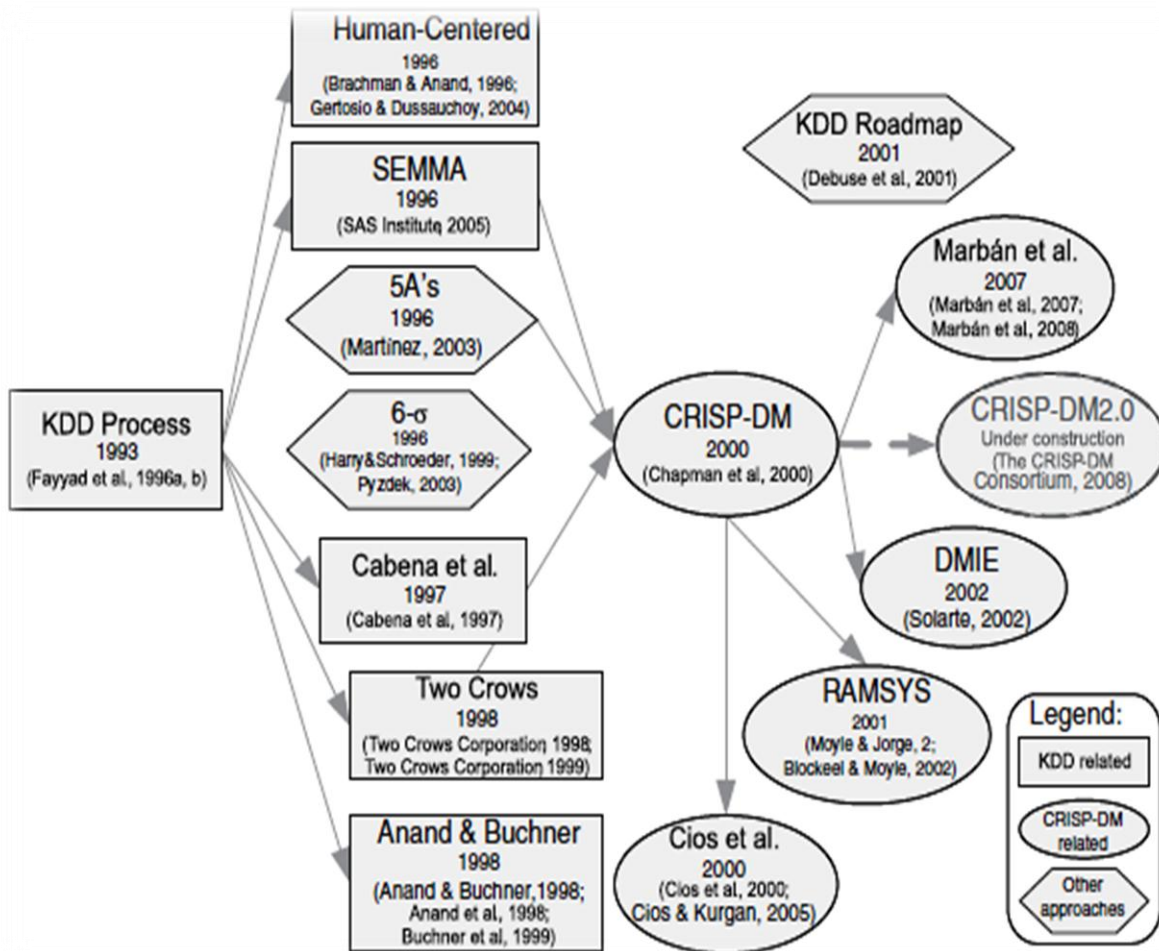 Human-Centered
1996
(Brachman & Anand, 1996;
Gertosio & Dussauchoy, 2004)
KDD Roadmap
2001
(Debuse et al, 2001)
SEMMA
1996
(SAS Institute, 2005)
5A's
1996
(Martínez, 2003)
6-σ
1996
(Harry&Schroeder, 1999;
Pyzdek, 2003)
KDD Process
1993
(Fayyad et al., 1996a, b)
Cabena et al.
1997
(Cabena et al, 1997)
Two Crows
1998
(Two Crows Corporation, 1998;
Two Crows Corporation, 1999)
Anand & Buchner
1998
(Anand & Buchner,1998;
Anand et al, 1998;
Buchner et al, 1999)
CRISP-DM
2000
(Chapman et al, 2000)
Marbán et al.
2007
(Marbán et al, 2007;
Marbán et al, 2008)
CRISP-DM2.0
Under construction
(The CRISP-DM
Consortium, 2008)
DMIE
2002
(Solarte, 2002)
RAMSYS
2001
(Moyle & Jorge, 2;
Blockeel & Moyle, 2002)
Cios et al.
2000
(Cios et al, 2000;
Cios & Kurgan, 2005)
Legend:
KDD related
CRISP-DM
related
Other
approaches